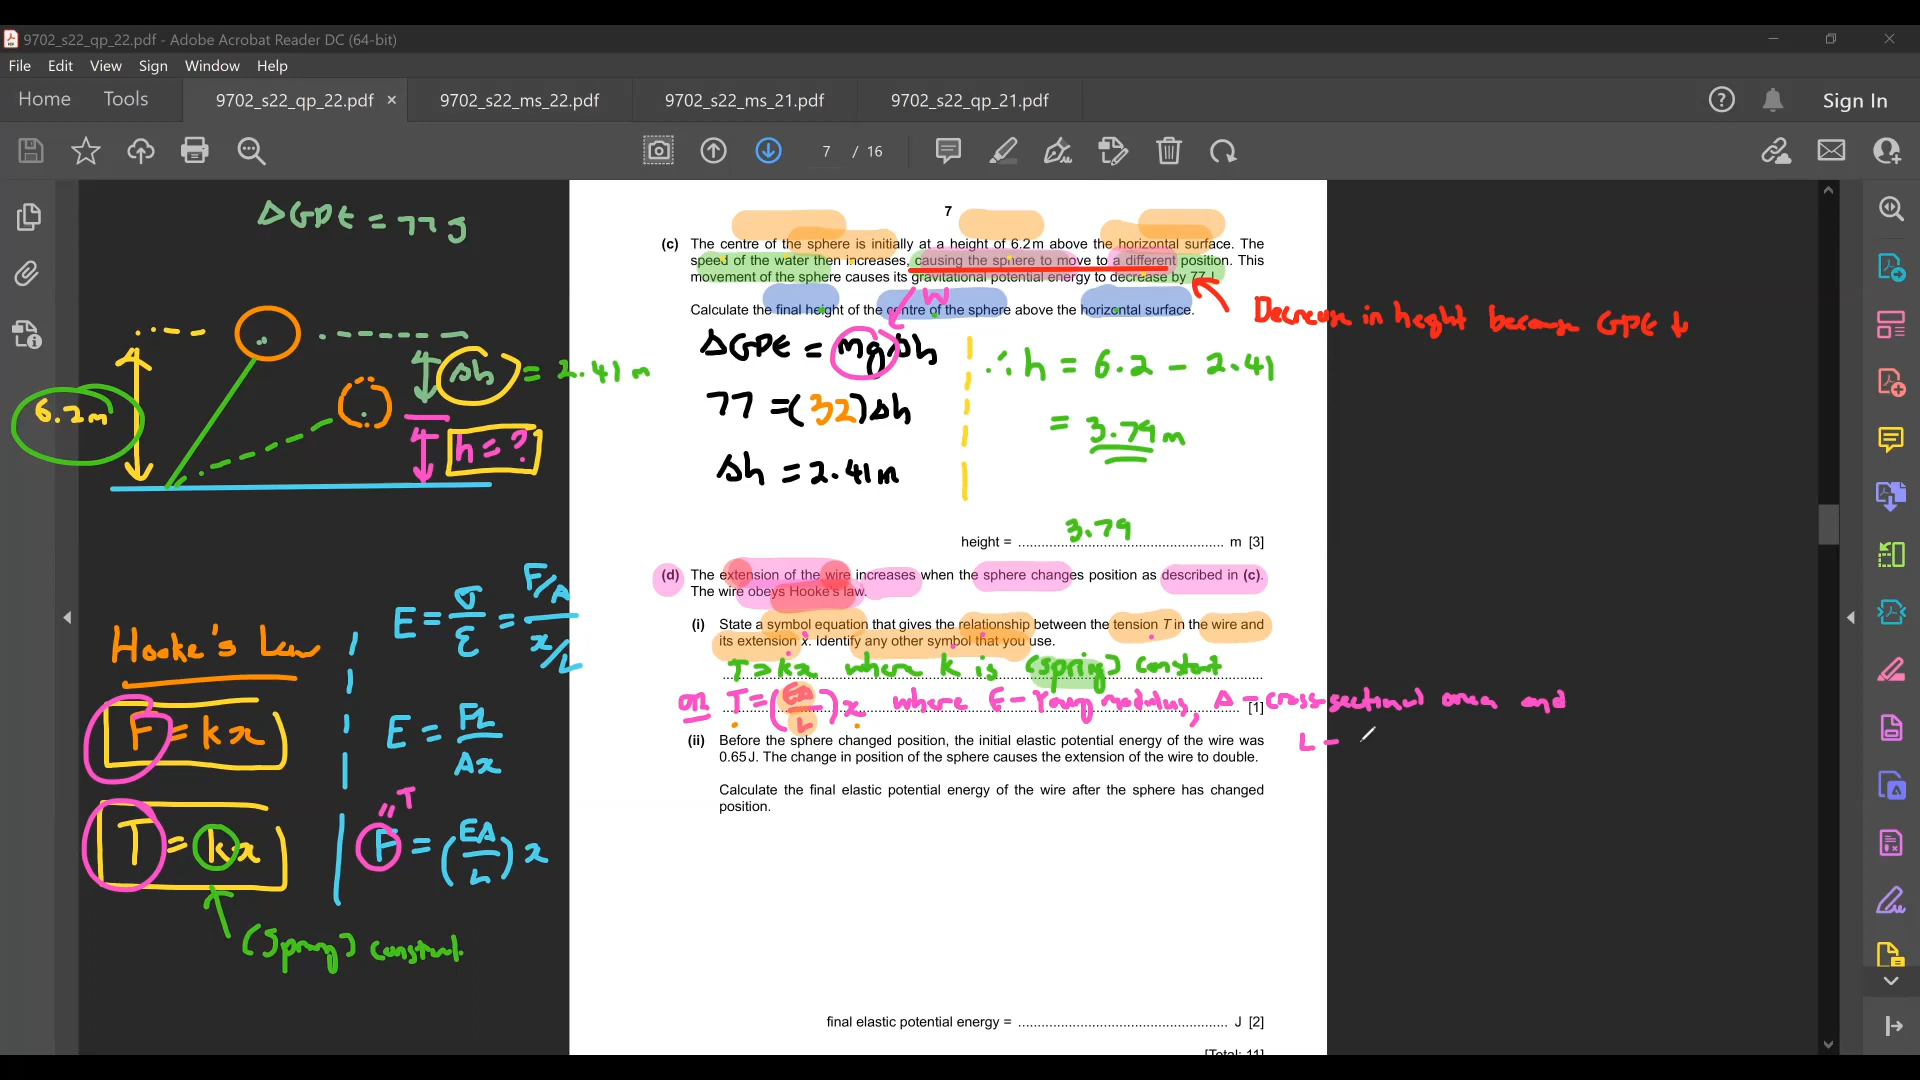 9702_s22_qp_22.pdf - Adobe Acrobat Reader DC (64-bit)
File Edit View Sign Window Help
Home Tools 9702_s22_qp_22.pdf × 9702_s22_ms_22.pdf 9702_s22_ms_21.pdf 9702_s22_qp_21.pdf Sign In
7 / 16
7
(c) The centre of the sphere is initially at a height of 6.2m above the horizontal surface. The
speed of the water then increases, causing the sphere to move to a different position. This
movement of the sphere causes its gravitational potential energy to decrease by 77 J.
Calculate the final height of the centre of the sphere above the horizontal surface.
W
Decrease in height because GPE ↓
ΔGPE = 77 J
6.2m
Δh = 2.41 m
h = ?
ΔGPE = mgΔh
77 = (32)Δh
Δh = 2.41m
∴ h = 6.2 - 2.41
= 3.79 m
3.79
height = ........ m [3]
(d) The extension of the wire increases when the sphere changes position as described in (c).
The wire obeys Hooke's law.
(i) State a symbol equation that gives the relationship between the tension T in the wire and
its extension x. Identify any other symbol that you use.
T = kx where k is (spring) constant
OR T = (EA/L) x where E - Young modulus, A - cross-sectional area and
[1]
L -
(ii) Before the sphere changed position, the initial elastic potential energy of the wire was
0.65J. The change in position of the sphere causes the extension of the wire to double.
Calculate the final elastic potential energy of the wire after the sphere has changed
position.
Hooke's Law
F = kx
T = kx
(Spring) constant
E = σ/ε = F/A / x/L
E = FL/Ax
" T
F = (EA/L) x
final elastic potential energy = ........ J [2]
[Total: 11]